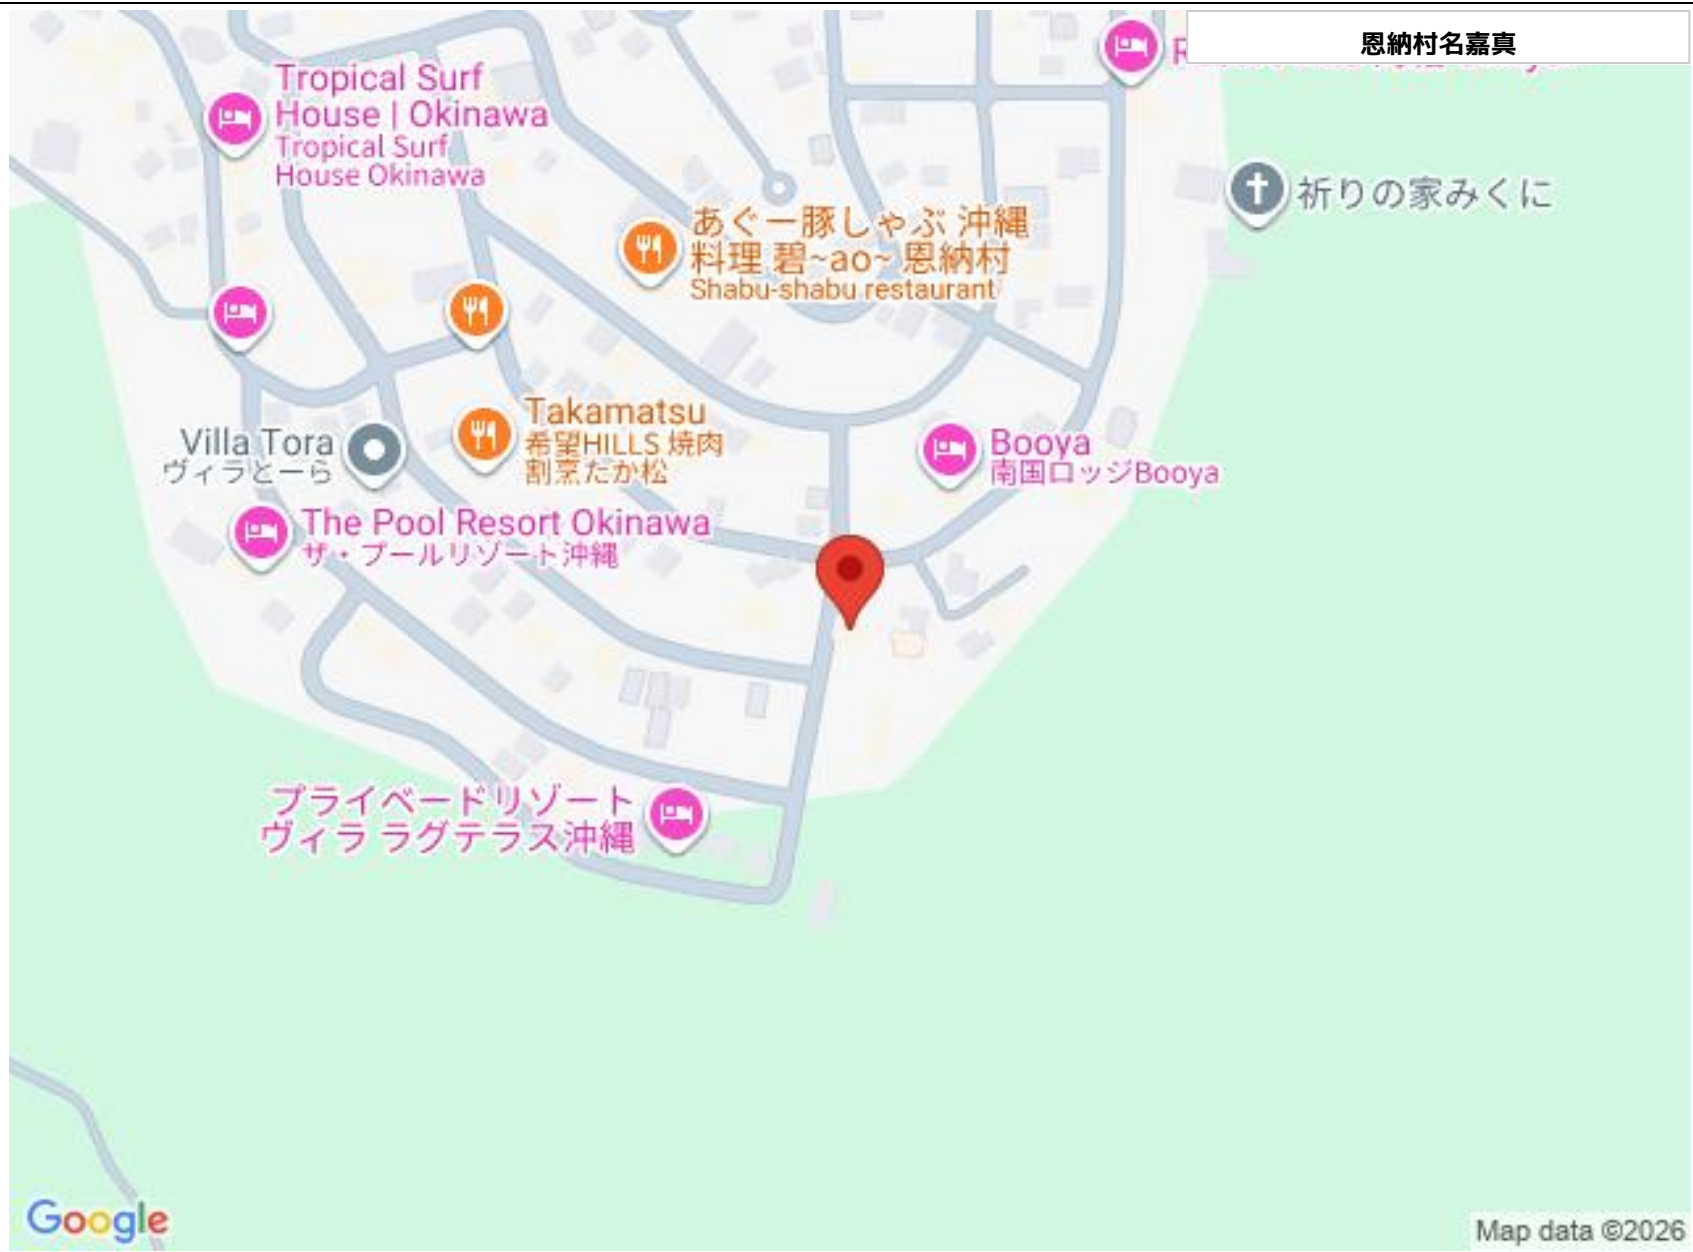 恩納村名嘉真
Tropical Surf
House | Okinawa
Tropical Surf
House Okinawa
祈りの家みくに
あぐー豚しゃぶ 沖縄
料理 碧~ao~ 恩納村
Shabu-shabu restaurant
Takamatsu
希望HILLS 焼肉
割烹たか松
Villa Tora
ヴィラとーら
Booya
南国ロッジBooya
The Pool Resort Okinawa
ザ・プールリゾート沖縄
プライベードリゾート
ヴィラ ラグテラス沖縄
Google
Map data ©2026